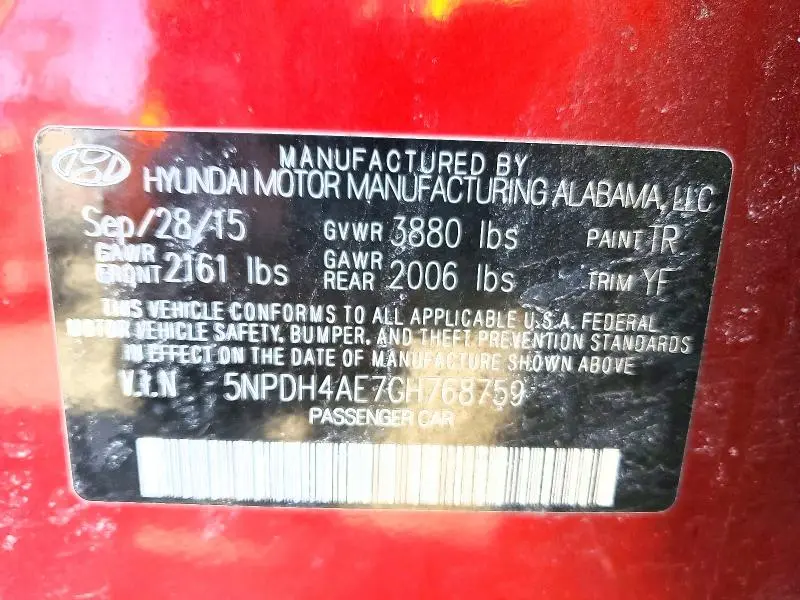 MANUFACTURED BY
HYUNDAI MOTOR MANUFACTURING ALABAMA, LLC
Sep/28/15 GVWR 3880 lbs PAINT TR
GAWR FRONT 2161 lbs GAWR REAR 2006 lbs TRIM YF
THIS VEHICLE CONFORMS TO ALL APPLICABLE U.S.A. FEDERAL
MOTOR VEHICLE SAFETY, BUMPER, AND THEFT PREVENTION STANDARDS
IN EFFECT ON THE DATE OF MANUFACTURE SHOWN ABOVE
V.I.N 5NPDH4AE7GH768759
PASSENGER CAR